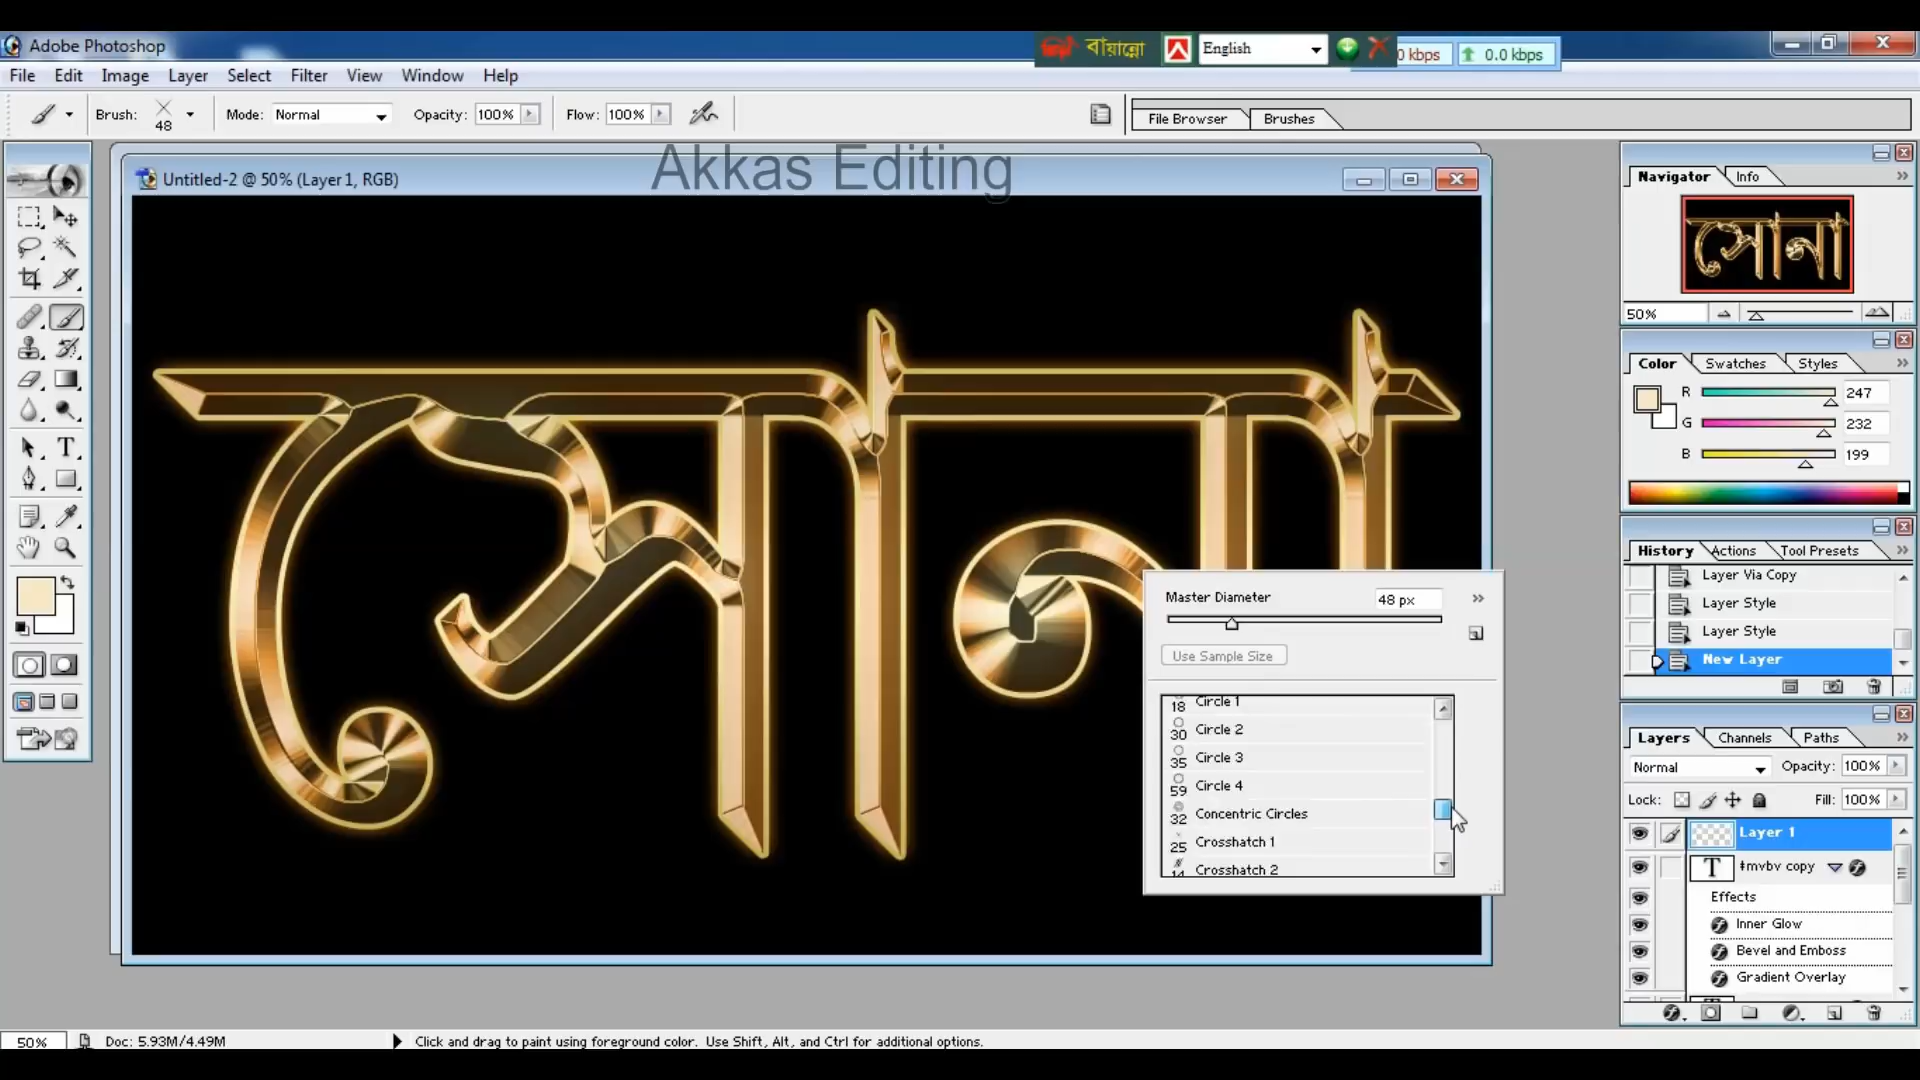 Adobe Photoshop
বায়ান্নো
English
0 kbps
0.0 kbps
File Edit Image Layer Select Filter View Window Help
Brush: 48 Mode: Normal Opacity: 100% Flow: 100%
File Browser Brushes
Akkas Editing
Untitled-2 @ 50% (Layer 1, RGB)
সোনা
Navigator Info
সোনা
50%
Color Swatches Styles
R 247
G 232
B 199
History Actions Tool Presets
Layer Via Copy
Layer Style
Layer Style
New Layer
Master Diameter 48 px
Use Sample Size
18 Circle 1
30 Circle 2
35 Circle 3
59 Circle 4
32 Concentric Circles
25 Crosshatch 1
14 Crosshatch 2
Layers Channels Paths
Normal Opacity: 100%
Lock: Fill: 100%
Layer 1
T ‡mvbv copy
Effects
Inner Glow
Bevel and Emboss
Gradient Overlay
50% Doc: 5.93M/4.49M Click and drag to paint using foreground color. Use Shift, Alt, and Ctrl for additional options.